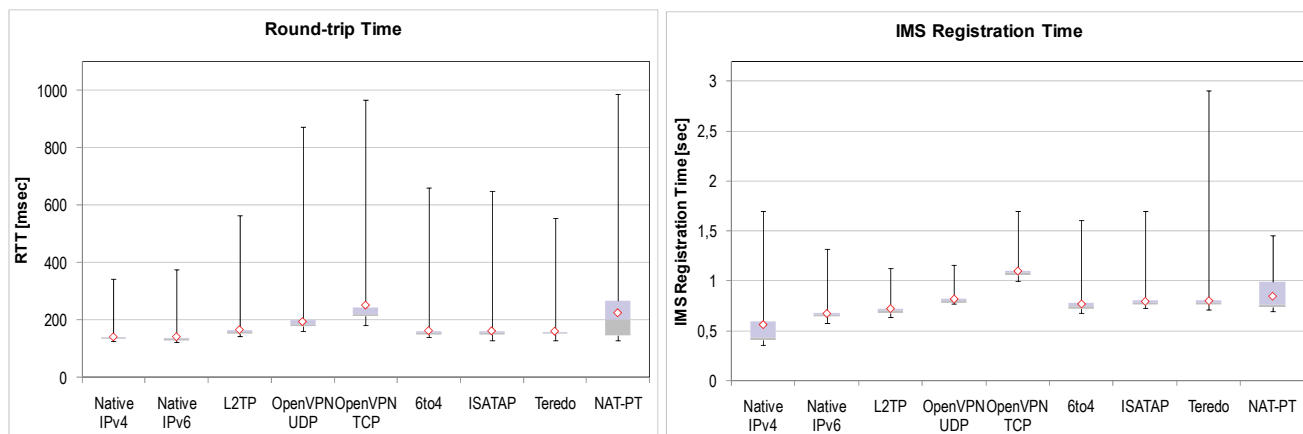 Round-trip Time
RTT [msec]
1000
800
600
400
200
0
Native IPv4
Native IPv6
L2TP
OpenVPN UDP
OpenVPN TCP
6to4
ISATAP
Teredo
NAT-PT
IMS Registration Time
IMS Registration Time [sec]
3
2,5
2
1,5
1
0,5
0
Native IPv4
Native IPv6
L2TP
OpenVPN UDP
OpenVPN TCP
6to4
ISATAP
Teredo
NAT-PT